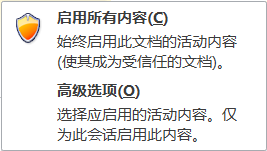 启用所有内容(C)
始终启用此文档的活动内容
(使其成为受信任的文档)。
高级选项(O)
选择应启用的活动内容。仅
为此会话启用此内容。